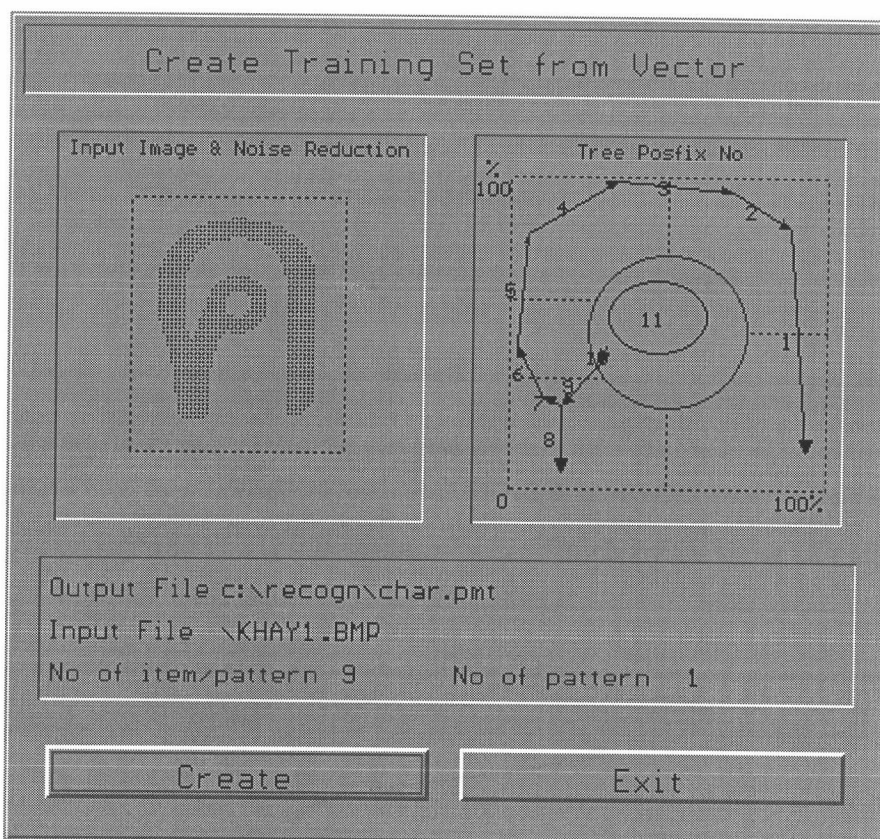 Create Training Set from Vector
Input Image & Noise Reduction
Tree Posfix No
%
100
4
3
2
5
11
1
10
6
9
7
8
0
100%
Output File c:\recogn\char.pmt
Input File \KHAY1.BMP
No of item/pattern 9 No of pattern 1
Create
Exit